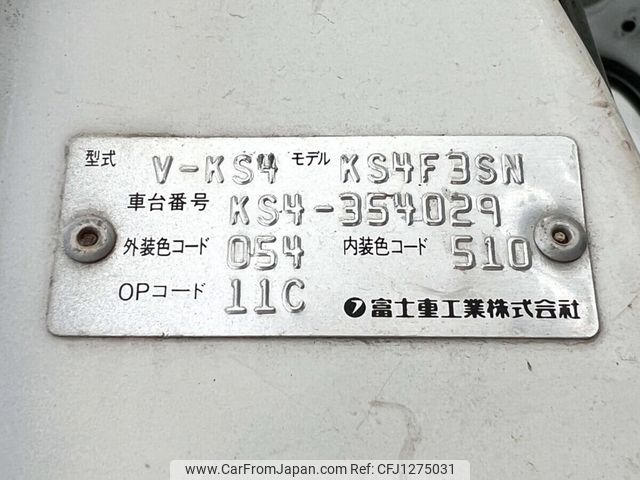 型式 V-KS4 モデル KS4F3SN
車台番号 KS4-354029
外装色コード 054 内装色コード 510
OPコード 11C 富士重工業株式会社
www.CarFromJapan.com - CFJ1275031